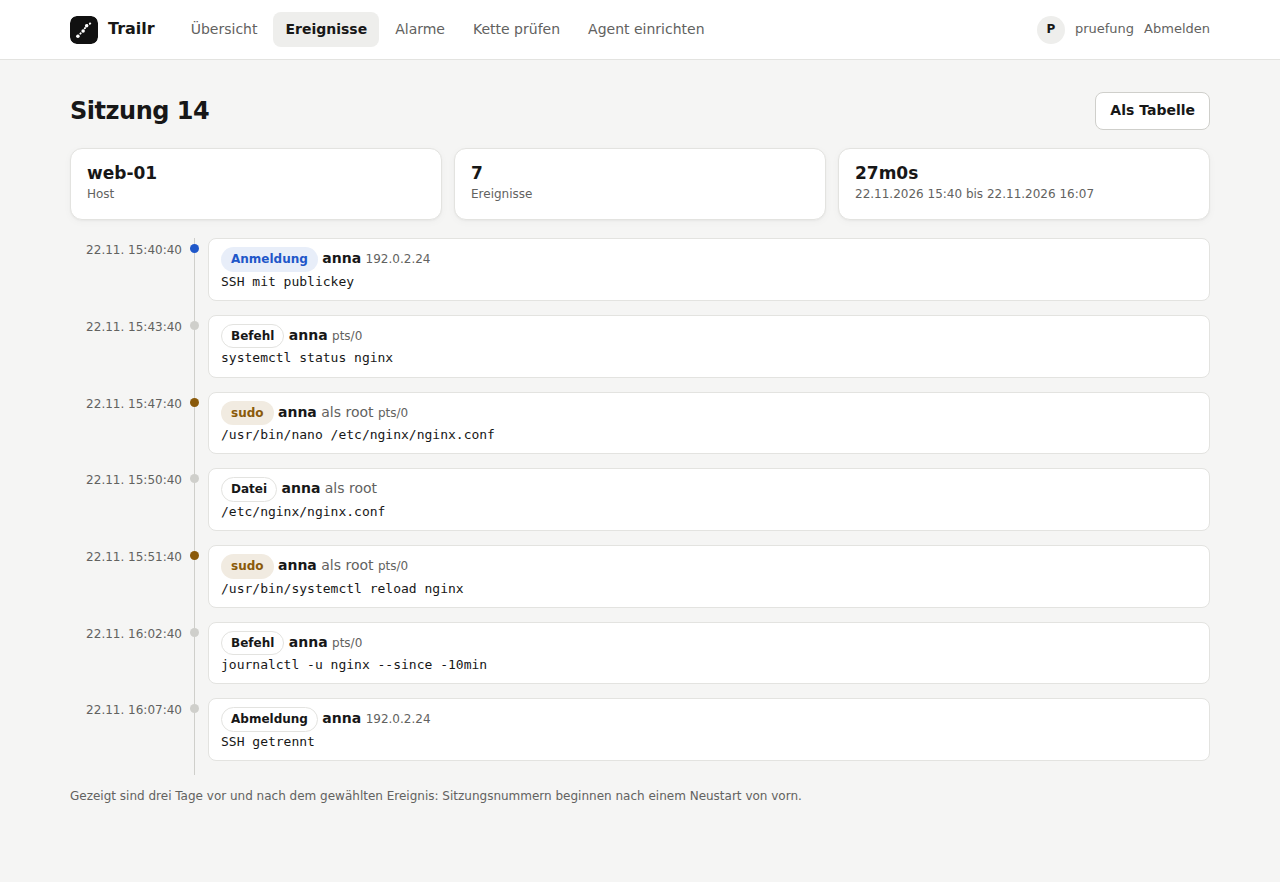 Trailr Übersicht Ereignisse Alarme Kette prüfen Agent einrichten P pruefung Abmelden
Sitzung 14 Als Tabelle
web-01 7 27m0s
Host Ereignisse 22.11.2026 15:40 bis 22.11.2026 16:07
22.11. 15:40:40 Anmeldung anna 192.0.2.24
SSH mit publickey
22.11. 15:43:40 Befehl anna pts/0
systemctl status nginx
22.11. 15:47:40 sudo anna als root pts/0
/usr/bin/nano /etc/nginx/nginx.conf
22.11. 15:50:40 Datei anna als root
/etc/nginx/nginx.conf
22.11. 15:51:40 sudo anna als root pts/0
/usr/bin/systemctl reload nginx
22.11. 16:02:40 Befehl anna pts/0
journalctl -u nginx --since -10min
22.11. 16:07:40 Abmeldung anna 192.0.2.24
SSH getrennt
Gezeigt sind drei Tage vor und nach dem gewählten Ereignis: Sitzungsnummern beginnen nach einem Neustart von vorn.